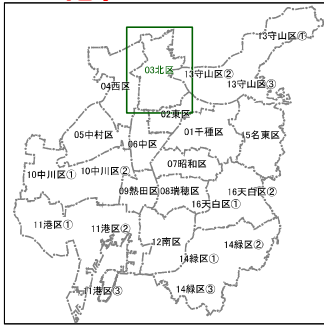 13守山区①
03北区
13守山区②
13守山区③
04西区
02東区
01千種区
05中村区
15名東区
06中区
07昭和区
10中川区①
10中川区②
09熱田区
08瑞穂区
16天白区②
16天白区①
11港区①
11港区②
12南区
14緑区②
14緑区①
11港区③
14緑区③